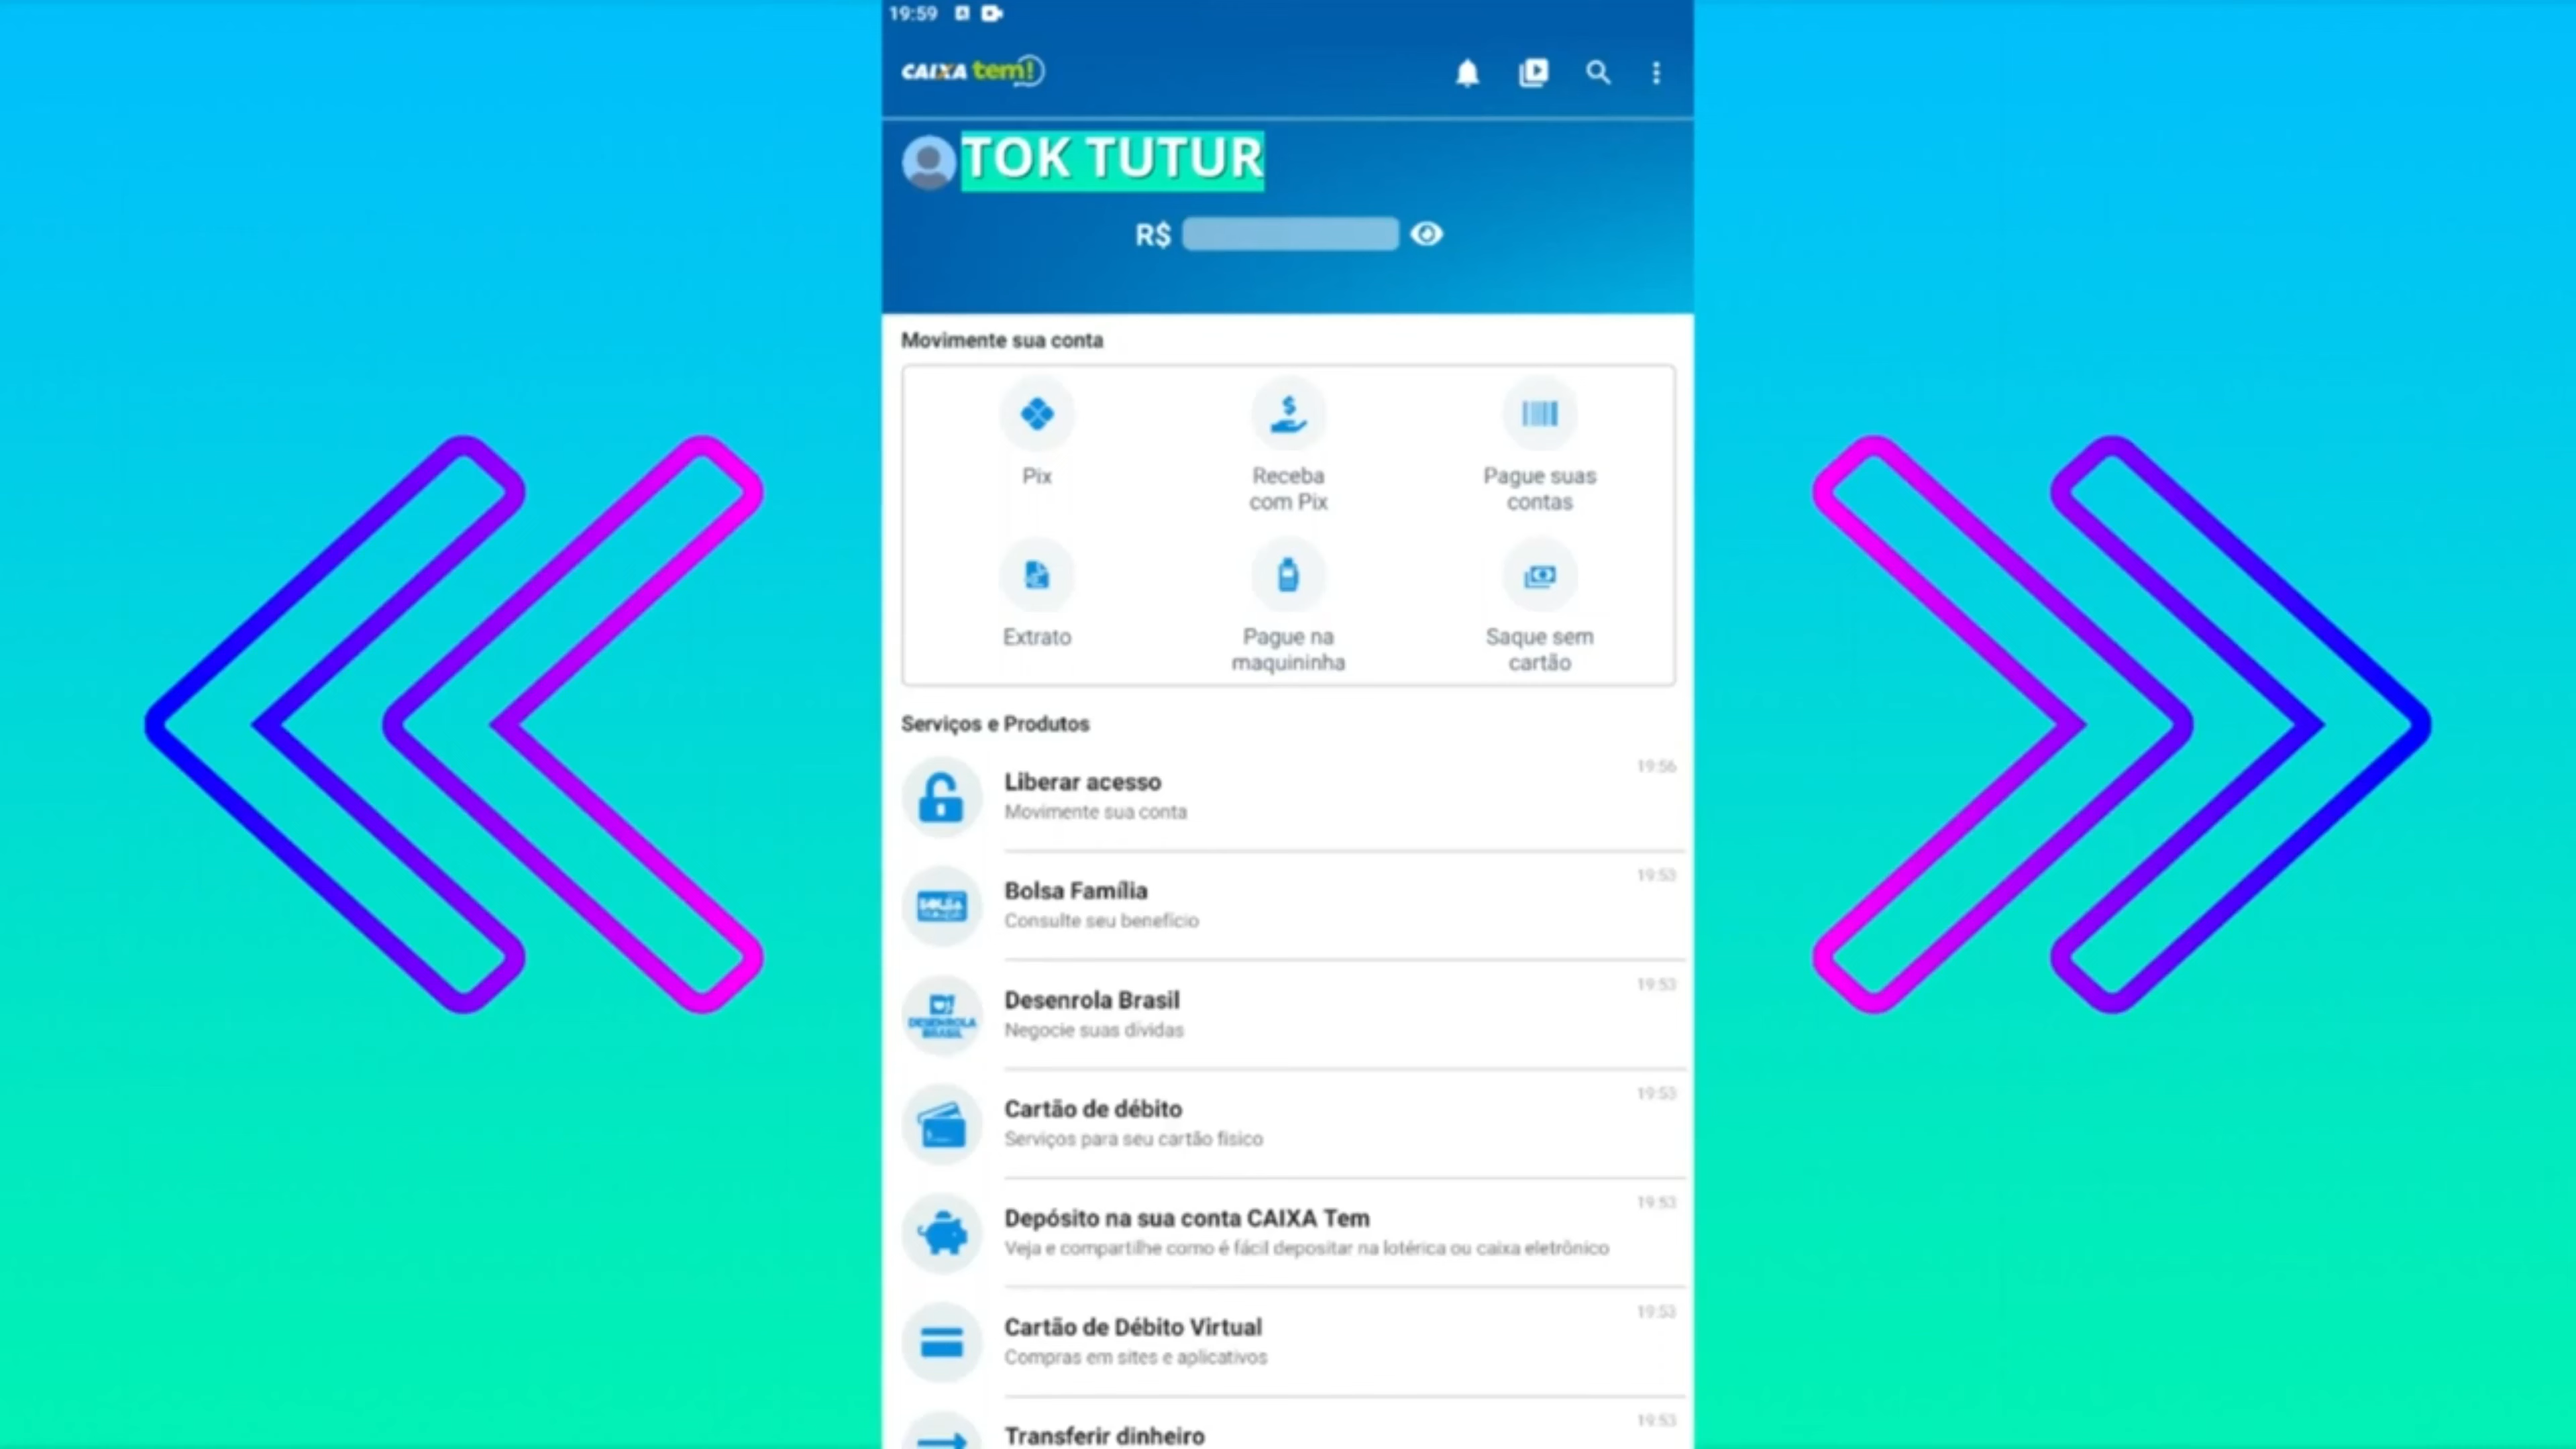 19:59
CAIXA tem!
TOK TUTUR
R$
Movimente sua conta
Pix
Receba
com Pix
Pague suas
contas
Extrato
Pague na
maquininha
Saque sem
cartão
Serviços e Produtos
Liberar acesso
19:56
Movimente sua conta
BOLSA FAMÍLIA
Bolsa Família
19:53
Consulte seu benefício
DESENROLA
BRASIL
Desenrola Brasil
19:53
Negocie suas dívidas
Cartão de débito
19:53
Serviços para seu cartão físico
Depósito na sua conta CAIXA Tem
19:53
Veja e compartilhe como é fácil depositar na lotérica ou caixa eletrônico
Cartão de Débito Virtual
19:53
Compras em sites e aplicativos
Transferir dinheiro
19:53